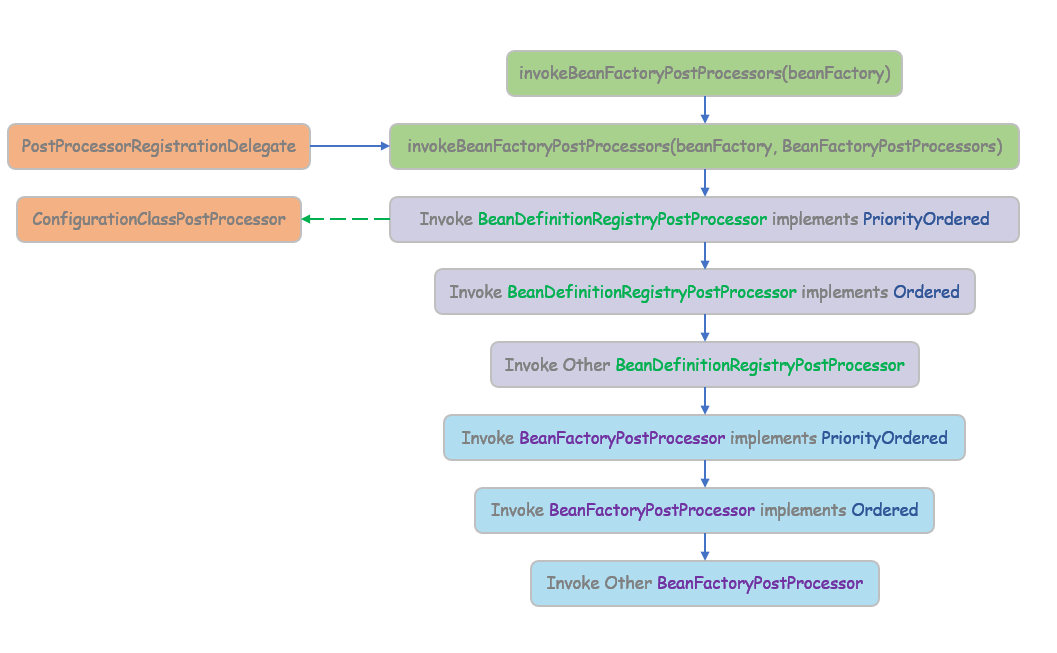 invokeBeanFactoryPostProcessors(beanFactory)
PostProcessorRegistrationDelegate
invokeBeanFactoryPostProcessors(beanFactory, BeanFactoryPostProcessors)
ConfigurationClassPostProcessor
Invoke BeanDefinitionRegistryPostProcessor implements PriorityOrdered
Invoke BeanDefinitionRegistryPostProcessor implements Ordered
Invoke Other BeanDefinitionRegistryPostProcessor
Invoke BeanFactoryPostProcessor implements PriorityOrdered
Invoke BeanFactoryPostProcessor implements Ordered
Invoke Other BeanFactoryPostProcessor